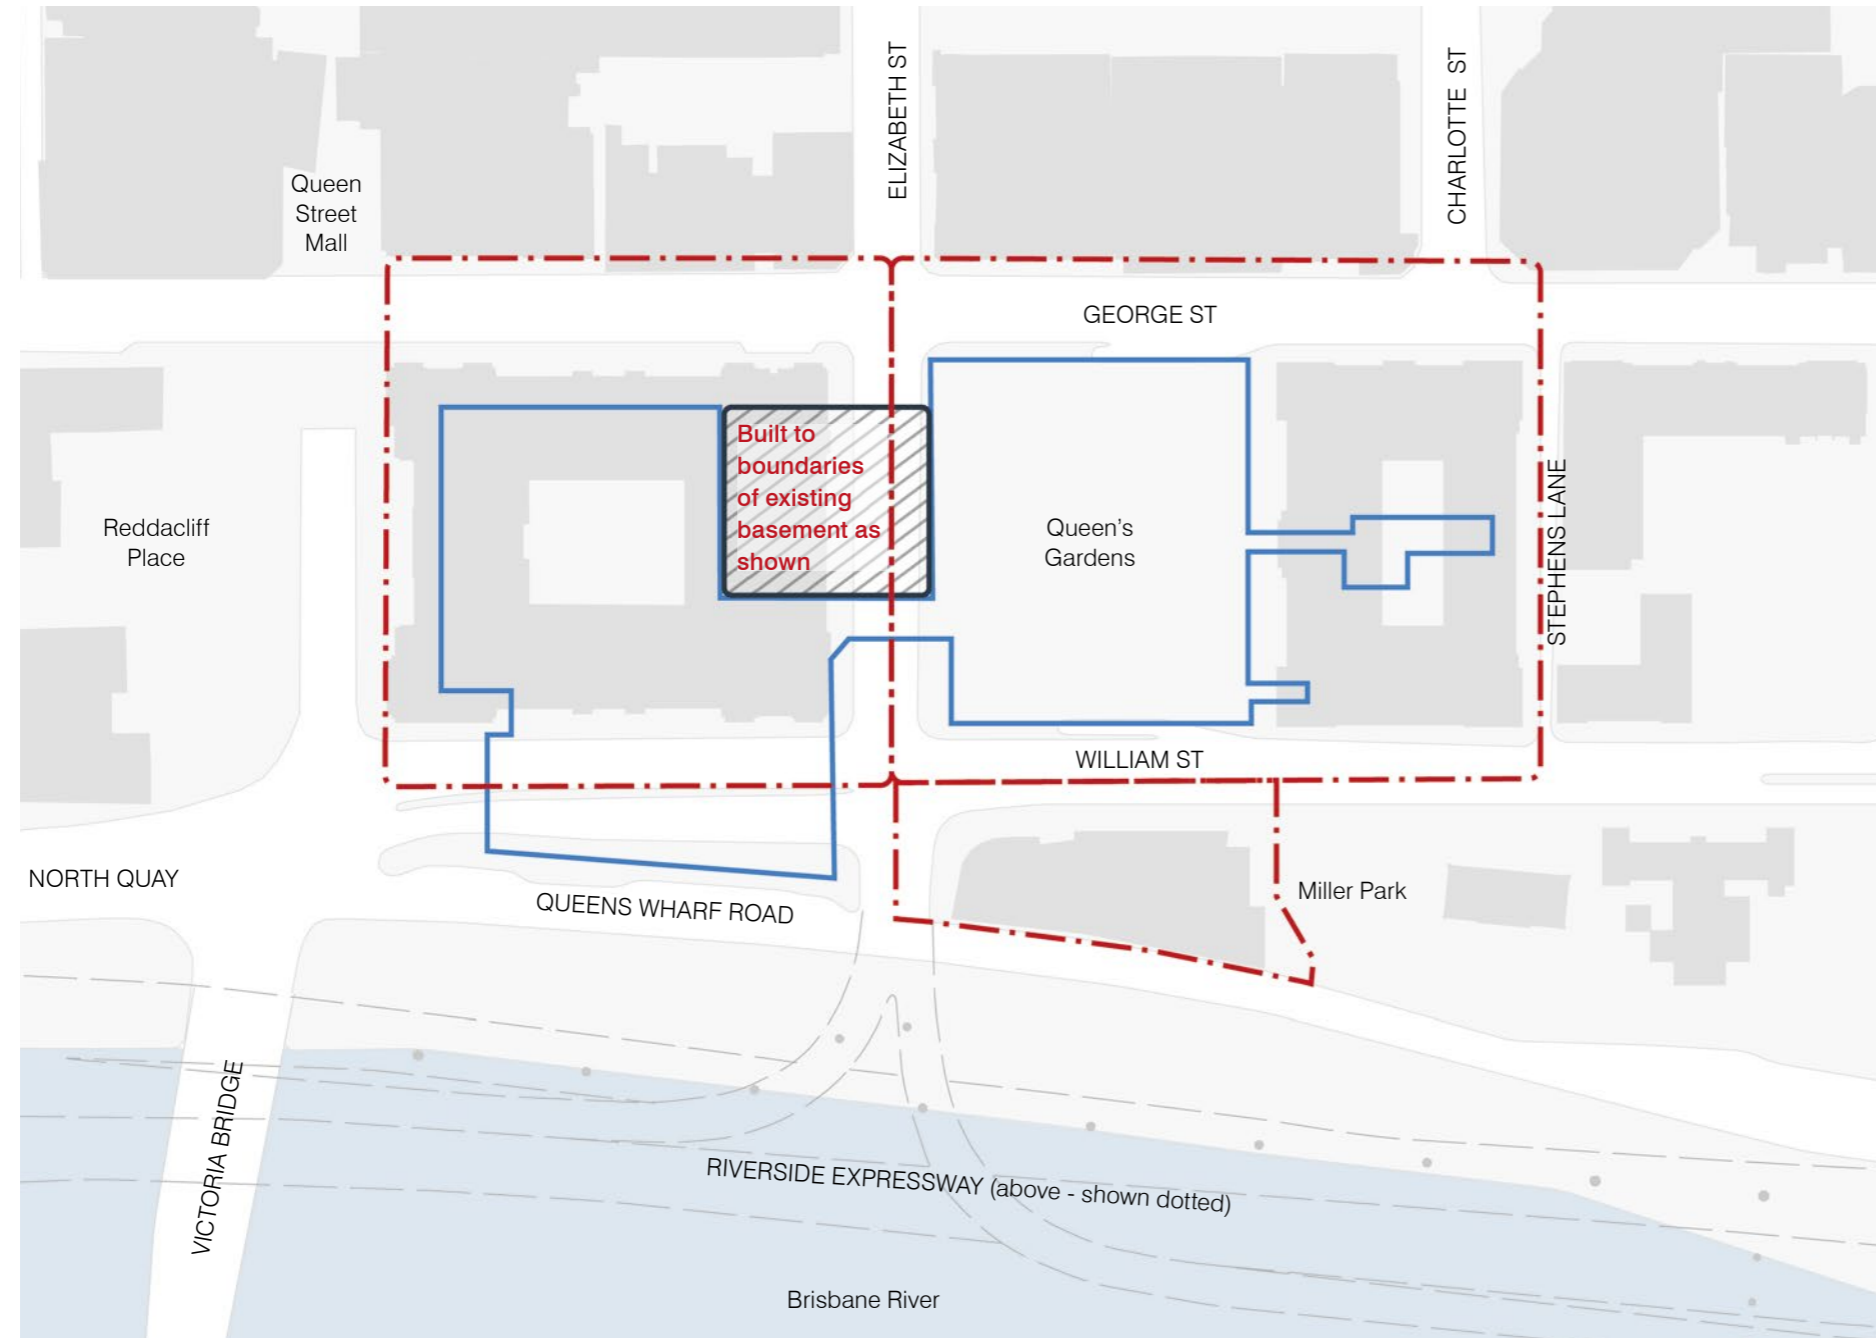 ELIZABETH ST
CHARLOTTE ST
Queen
Street
Mall
GEORGE ST
Built to
boundaries
of existing
basement as
shown
Reddacliff
Place
Queen's
Gardens
STEPHENS LANE
WILLIAM ST
NORTH QUAY
QUEENS WHARF ROAD
Miller Park
VICTORIA BRIDGE
RIVERSIDE EXPRESSWAY (above - shown dotted)
Brisbane River